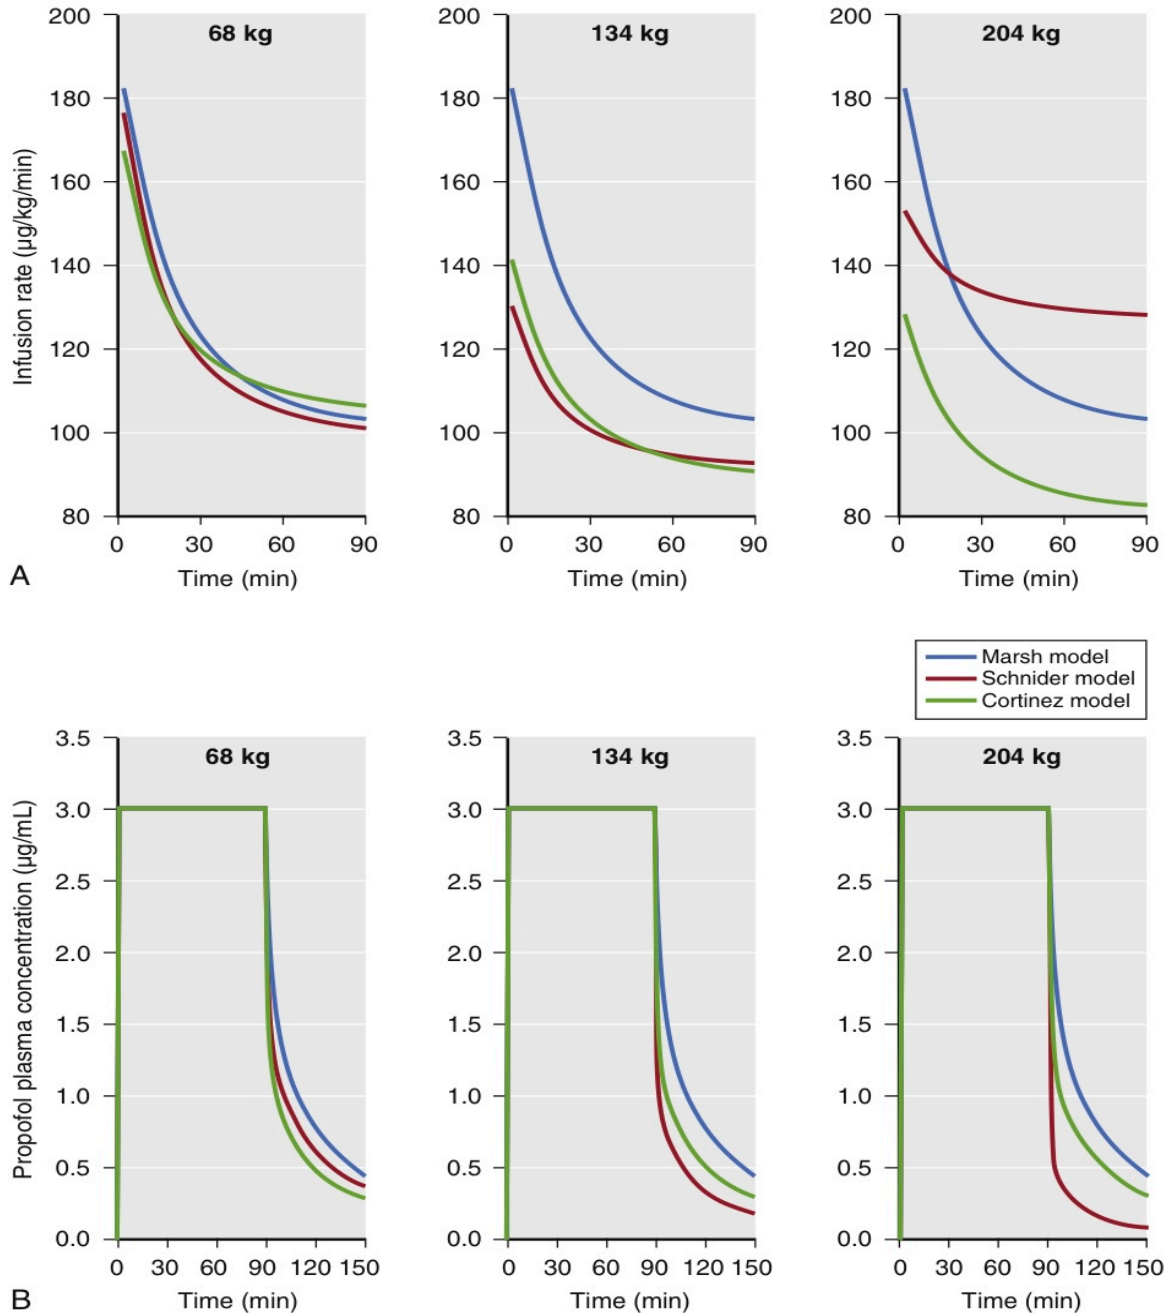 200
180
160
140
120
100
80
Infusion rate (µg/kg/min)
68 kg
0 30 60 90
Time (min)
200
180
160
140
120
100
80
134 kg
0 30 60 90
Time (min)
200
180
160
140
120
100
80
204 kg
0 30 60 90
Time (min)
A
Marsh model
Schnider model
Cortinez model
3.5
3.0
2.5
2.0
1.5
1.0
0.5
0.0
Propofol plasma concentration (µg/mL)
68 kg
0 30 60 90 120 150
Time (min)
3.5
3.0
2.5
2.0
1.5
1.0
0.5
0.0
134 kg
0 30 60 90 120 150
Time (min)
3.5
3.0
2.5
2.0
1.5
1.0
0.5
0.0
204 kg
0 30 60 90 120 150
Time (min)
B